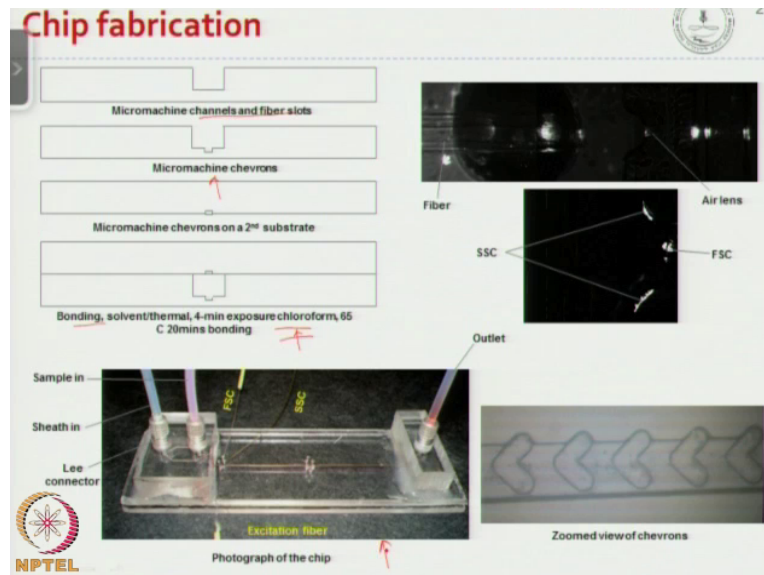 Chip fabrication
2
Micromachine channels and fiber slots
Micromachine chevrons
Micromachine chevrons on a 2nd substrate
Bonding, solvent/thermal, 4-min exposure chloroform, 65
C 20mins bonding
Fiber
Air lens
SSC
FSC
Outlet
Sample in
Sheath in
Lee
connector
FSC
SSC
Excitation fiber
Photograph of the chip
Zoomed view of chevrons
NPTEL